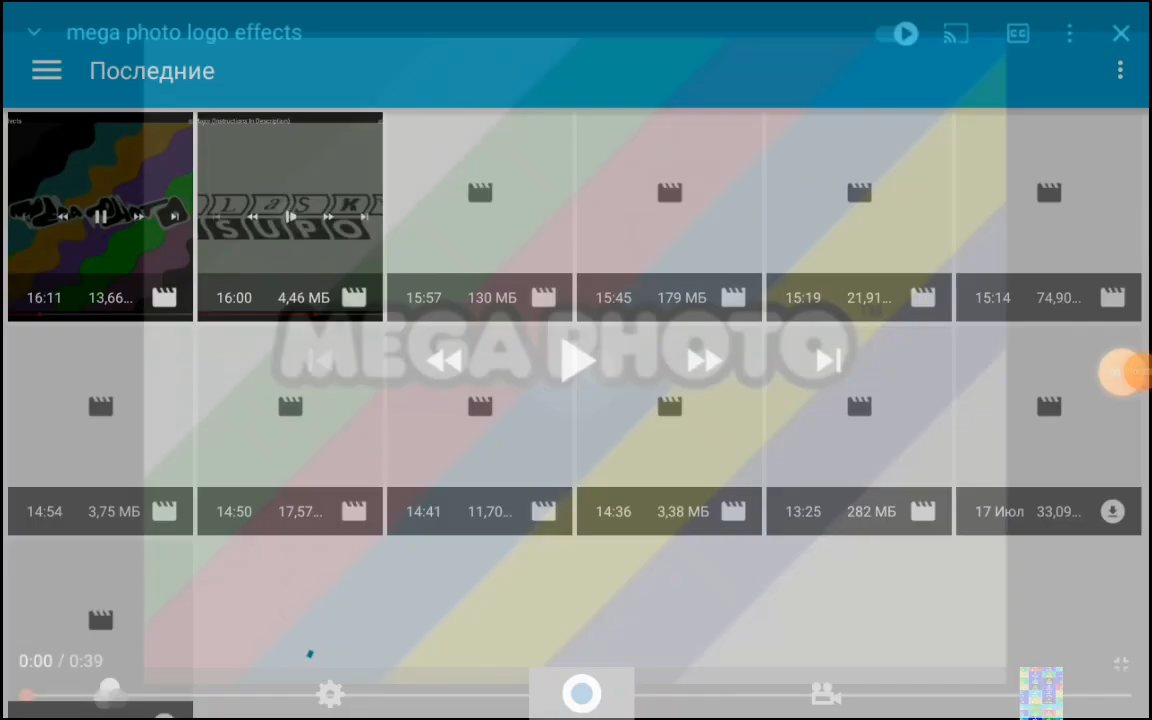 mega photo logo effects
Последние
16:11 13,66...
16:00 4,46 МБ
15:57 130 МБ
15:45 179 МБ
15:19 21,91...
15:14 74,90...
MEGA PHOTO
14:54 3,75 МБ
14:50 17,57...
14:41 11,70...
14:36 3,38 МБ
13:25 282 МБ
17 Июл 33,09...
0:00 / 0:39